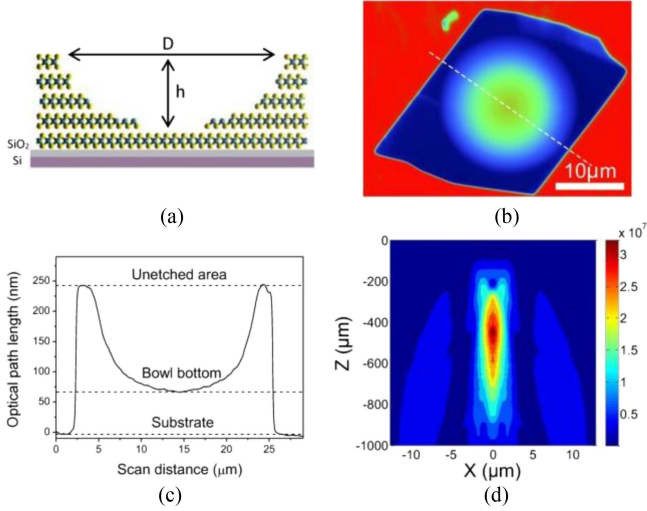 D
h
SiO2
Si
(a)
10μm
(b)
Optical path length (nm)
250
200
150
100
50
0
Unetched area
Bowl bottom
Substrate
0 5 10 15 20 25
Scan distance (μm)
(c)
x 10^7
Z (μm)
0
-200
-400
-600
-800
-1000
-10 -5 0 5 10
X (μm)
3
2.5
2
1.5
1
0.5
(d)